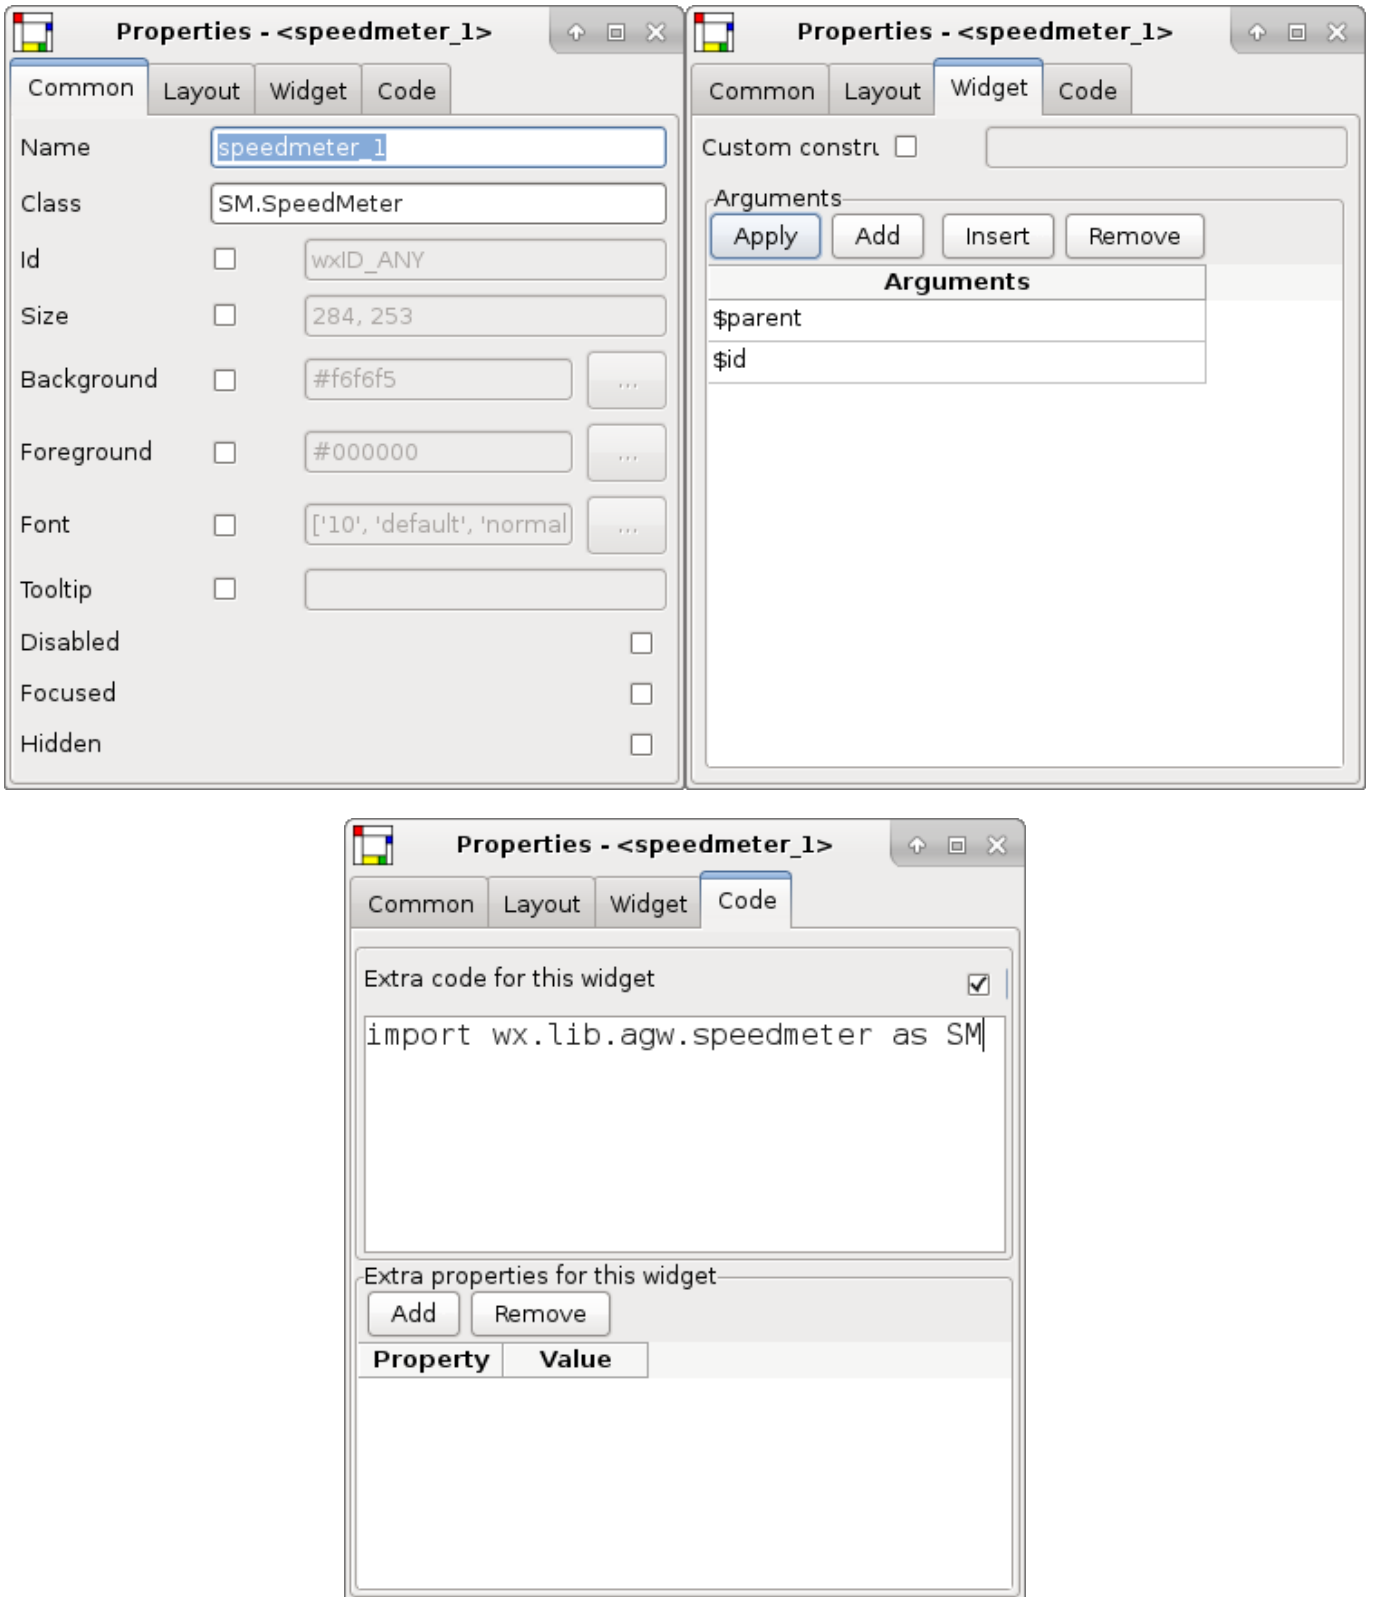 Properties - <speedmeter_1>
Common Layout Widget Code
Name speedmeter_1
Class SM.SpeedMeter
Id wxID_ANY
Size 284, 253
Background #f6f6f5 ...
Foreground #000000 ...
Font ['10', 'default', 'normal ...
Tooltip
Disabled
Focused
Hidden
Properties - <speedmeter_1>
Common Layout Widget Code
Custom constru
Arguments
Apply Add Insert Remove
Arguments
$parent
$id
Properties - <speedmeter_1>
Common Layout Widget Code
Extra code for this widget
import wx.lib.agw.speedmeter as SM
Extra properties for this widget
Add Remove
Property Value